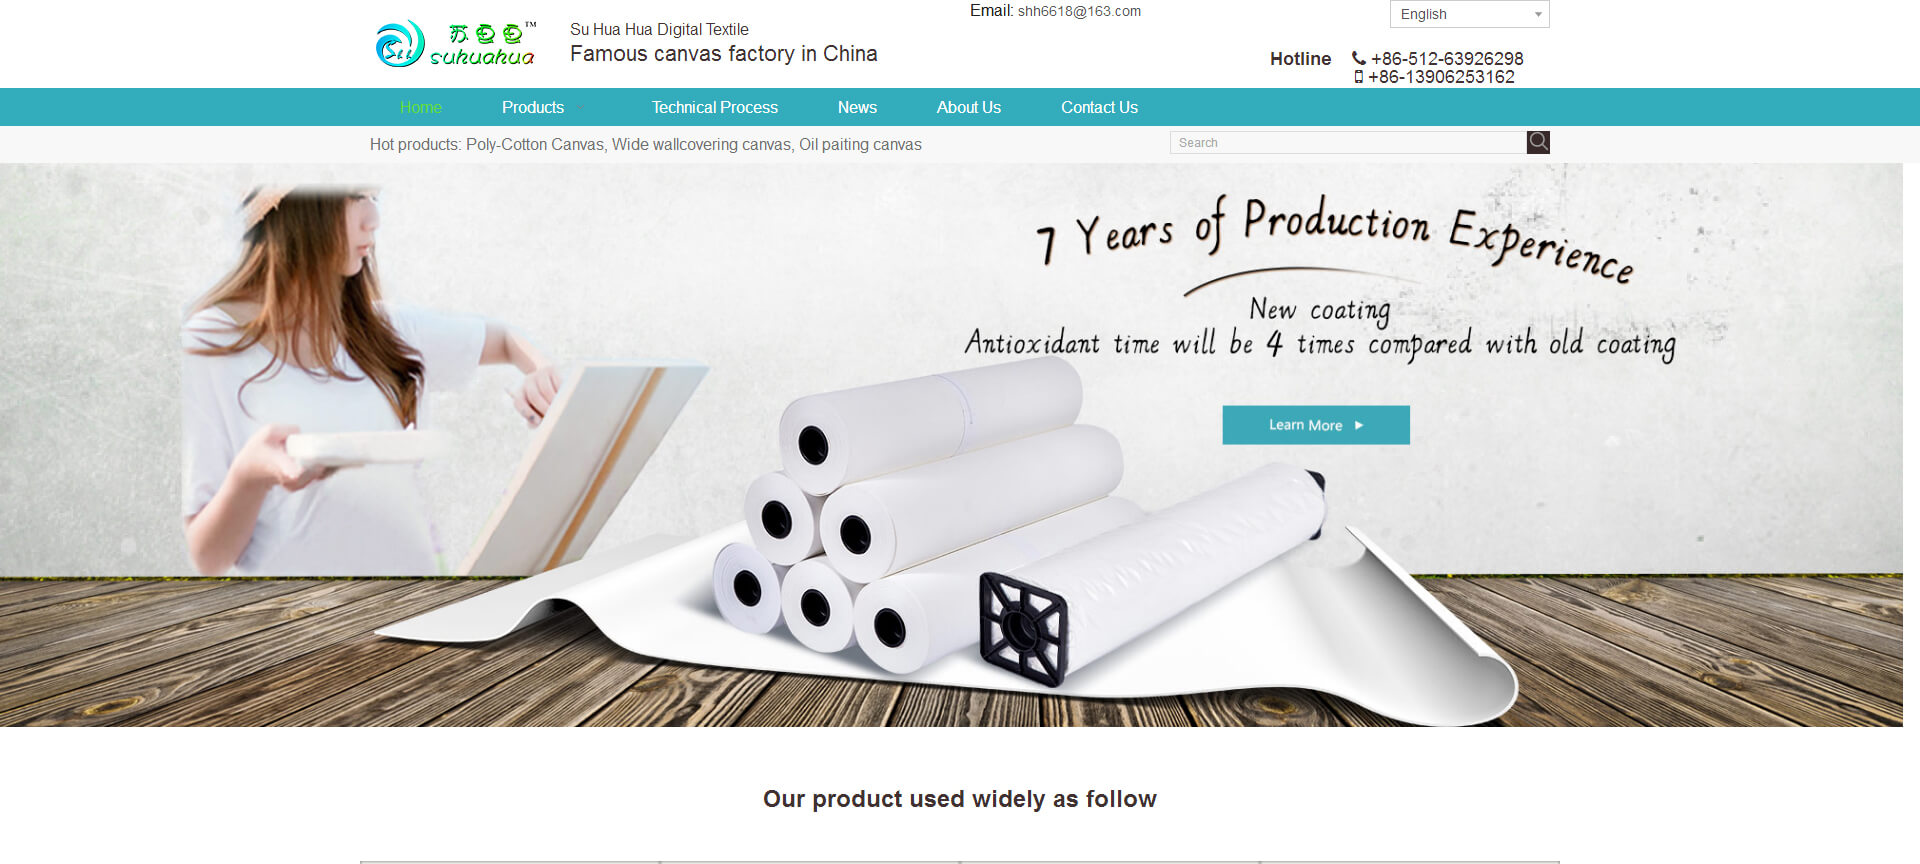 苏画画™
Su
suhuahua
Su Hua Hua Digital Textile
Famous canvas factory in China
Email: shh6618@163.com
English
Hotline +86-512-63926298
+86-13906253162
Home Products Technical Process News About Us Contact Us
Hot products: Poly-Cotton Canvas, Wide wallcovering canvas, Oil paiting canvas
Search
7 Years of Production Experience
New coating
Antioxidant time will be 4 times compared with old coating
Learn More
Our product used widely as follow